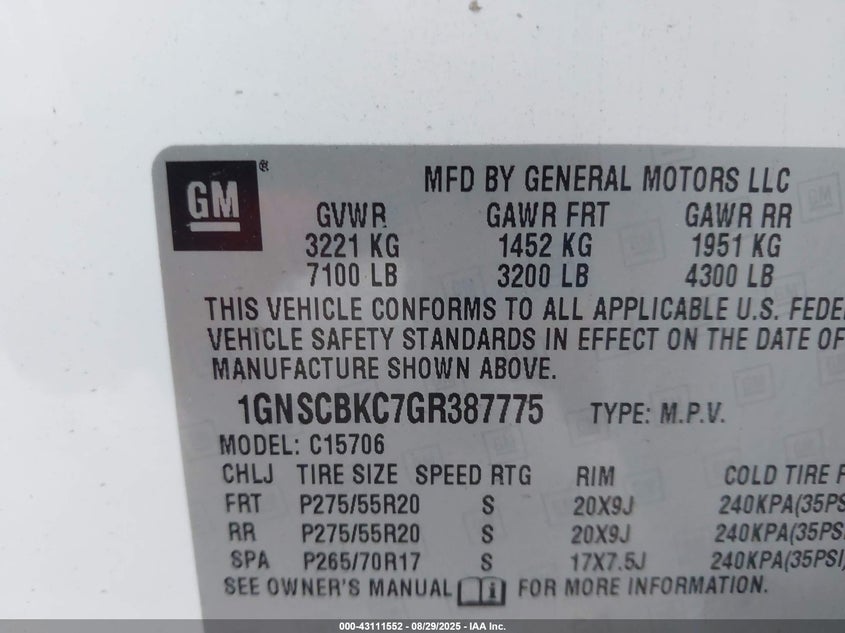 GM ®
MFD BY GENERAL MOTORS LLC
GVWR GAWR FRT GAWR RR
3221 KG 1452 KG 1951 KG
7100 LB 3200 LB 4300 LB
THIS VEHICLE CONFORMS TO ALL APPLICABLE U.S. FEDE
VEHICLE SAFETY STANDARDS IN EFFECT ON THE DATE OF
MANUFACTURE SHOWN ABOVE.
1GNSCBKC7GR387775 TYPE: M.P.V.
MODEL: C15706
CHLJ TIRE SIZE SPEED RTG RIM COLD TIRE P
FRT P275/55R20 S 20X9J 240KPA(35PS
RR P275/55R20 S 20X9J 240KPA(35PSI
SPA P265/70R17 S 17X7.5J 240KPA(35PSI)
SEE OWNER'S MANUAL FOR MORE INFORMATION.
000-43111552 | 08/29/2025 - IAA Inc.